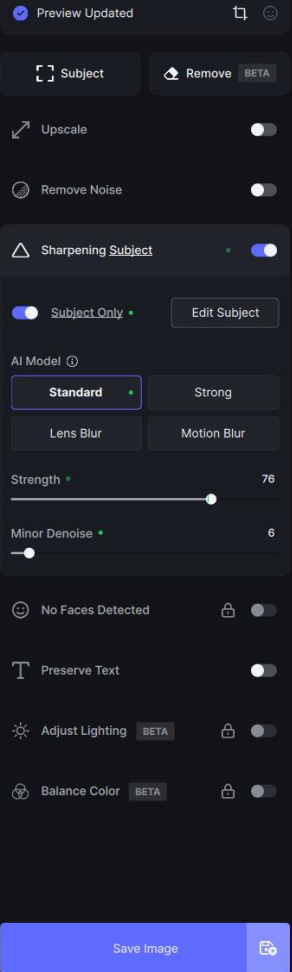 Preview Updated
Subject
Remove BETA
Upscale
Remove Noise
Sharpening Subject
Subject Only
Edit Subject
AI Model
Standard
Strong
Lens Blur
Motion Blur
Strength 76
Minor Denoise 6
No Faces Detected
Preserve Text
Adjust Lighting BETA
Balance Color BETA
Save Image